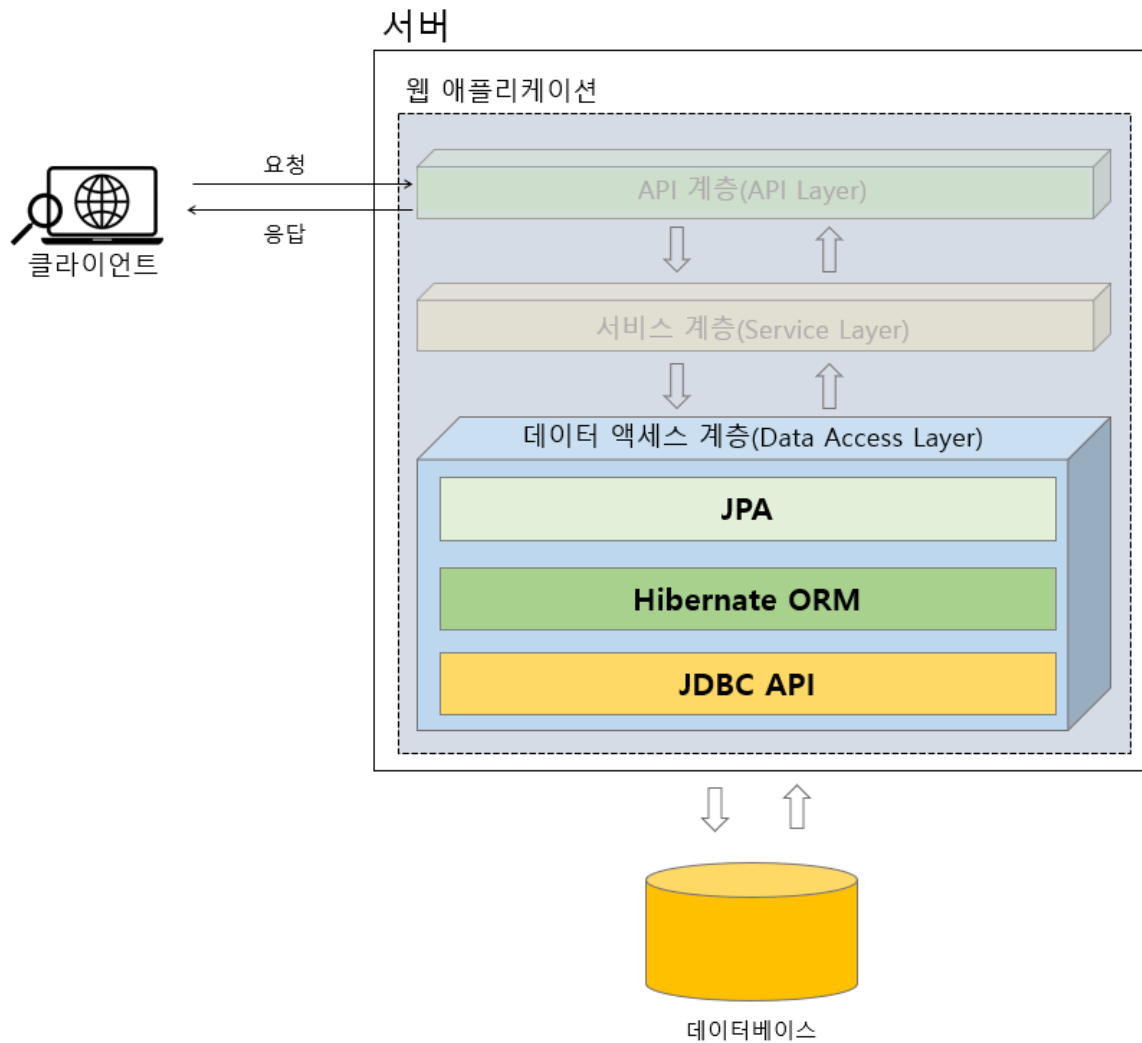 서버
웹 애플리케이션
요청
API 계층(API Layer)
응답
클라이언트
서비스 계층(Service Layer)
데이터 액세스 계층(Data Access Layer)
JPA
Hibernate ORM
JDBC API
데이터베이스